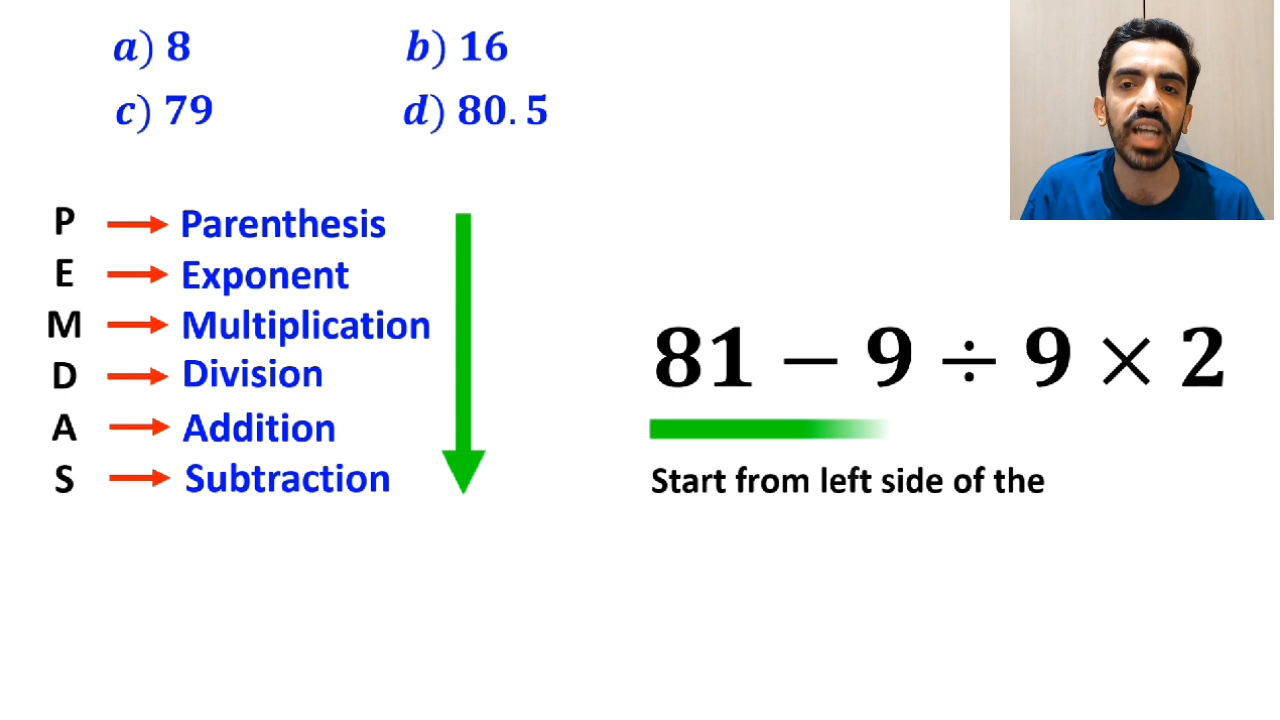 a) 8 b) 16
c) 79 d) 80.5
P Parenthesis
E Exponent
M Multiplication
D Division
A Addition
S Subtraction
81 − 9 ÷ 9 × 2
Start from left side of the